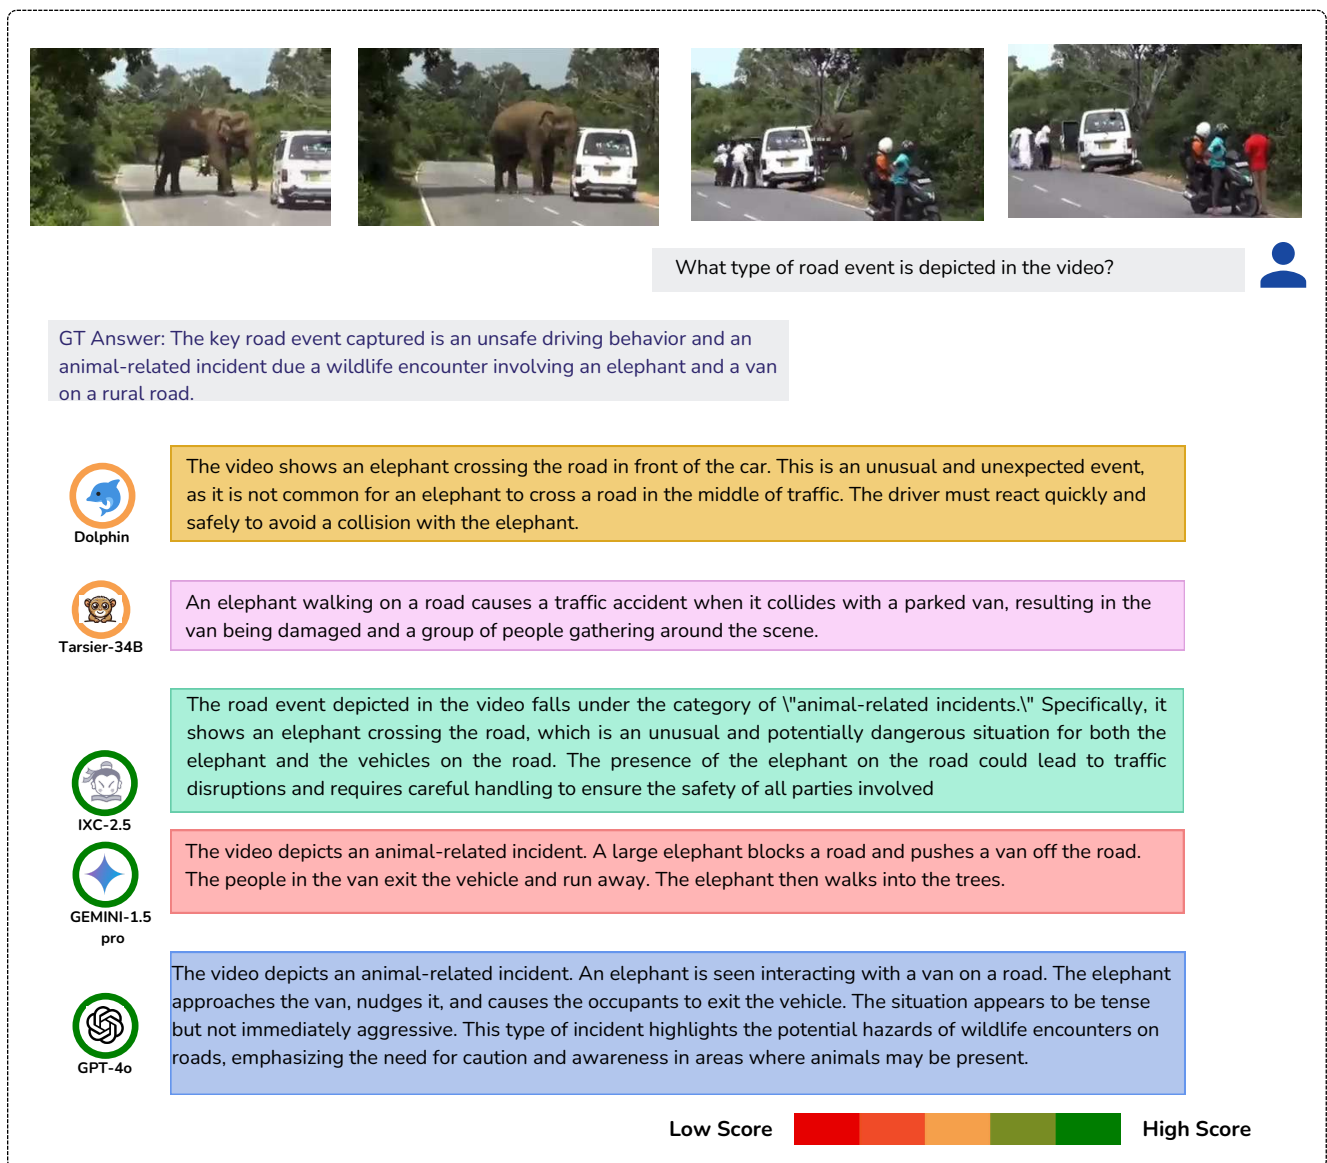 What type of road event is depicted in the video?
GT Answer: The key road event captured is an unsafe driving behavior and an
animal-related incident due a wildlife encounter involving an elephant and a van
on a rural road.
The video shows an elephant crossing the road in front of the car. This is an unusual and unexpected event,
as it is not common for an elephant to cross a road in the middle of traffic. The driver must react quickly and
safely to avoid a collision with the elephant.
Dolphin
An elephant walking on a road causes a traffic accident when it collides with a parked van, resulting in the
van being damaged and a group of people gathering around the scene.
Tarsier-34B
The road event depicted in the video falls under the category of \"animal-related incidents.\" Specifically, it
shows an elephant crossing the road, which is an unusual and potentially dangerous situation for both the
elephant and the vehicles on the road. The presence of the elephant on the road could lead to traffic
disruptions and requires careful handling to ensure the safety of all parties involved
IXC-2.5
The video depicts an animal-related incident. A large elephant blocks a road and pushes a van off the road.
The people in the van exit the vehicle and run away. The elephant then walks into the trees.
GEMINI-1.5
pro
The video depicts an animal-related incident. An elephant is seen interacting with a van on a road. The elephant
approaches the van, nudges it, and causes the occupants to exit the vehicle. The situation appears to be tense
but not immediately aggressive. This type of incident highlights the potential hazards of wildlife encounters on
roads, emphasizing the need for caution and awareness in areas where animals may be present.
GPT-4o
Low Score
High Score